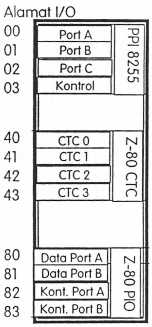 Alamat I/O
00 Port A
01 Port B
02 Port C
03 Kontrol
PPI 8255
40 CTC 0
41 CTC 1
42 CTC 2
43 CTC 3
Z-80 CTC
80 Data Port A
81 Data Port B
82 Kont. Port A
83 Kont. Port B
Z-80 PIO